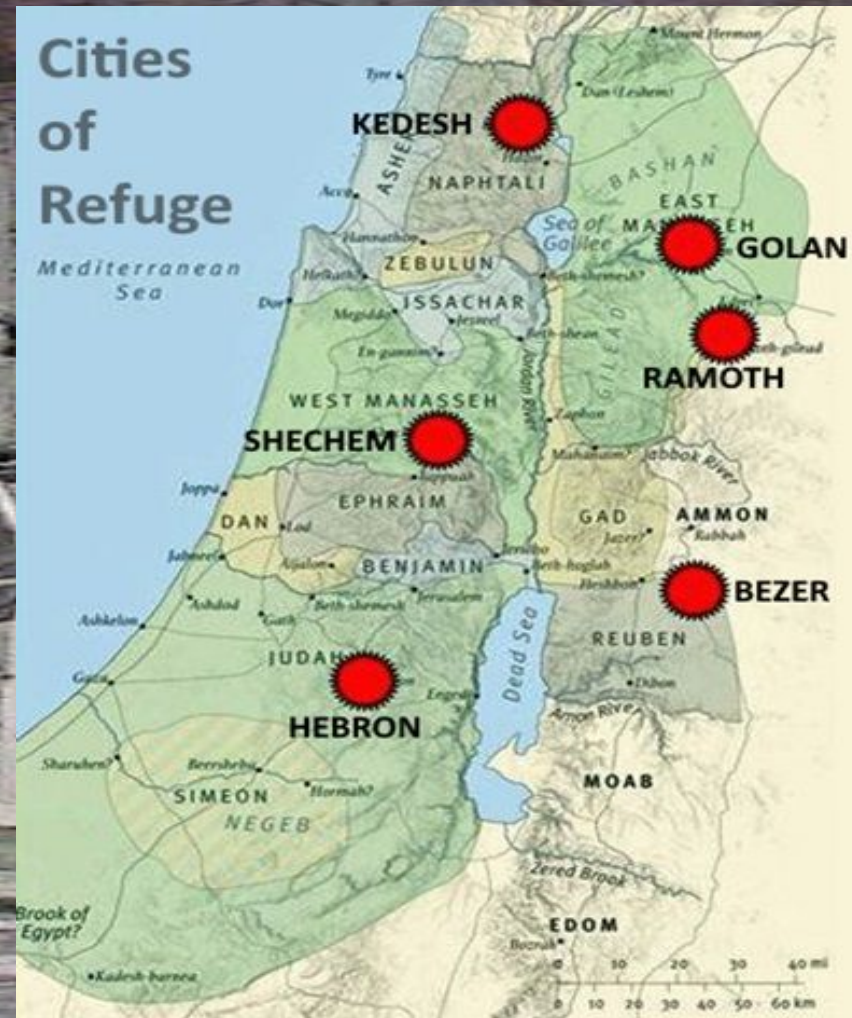 Cities
of
Refuge
Mediterranean
Sea
Mount Hermon
Tyre
Dan (Leshem)
KEDESH
ASHER
NAPHTALI
BASHAN
EAST
Acco
Sea of
Galilee
GOLAN
Hannathon
ZEBULUN
Helkath
Beth-shemesh?
Dor
ISSACHAR
Megiddo
Jezreel
Beth-shean
En-gannim?
GILEAD
RAMOTH
Jordan River
WEST MANASSEH
Zaphon
SHECHEM
Mahanaim?
Jabbok River
Tappuah
Joppa
EPHRAIM
DAN
Lod
GAD
AMMON
Jazer?
Rabbah
Jabneel
Aijalon
BENJAMIN
Jericho
Beth-hoglah
Heshbon
BEZER
Ashdod
Beth-shemesh
Jerusalem
Ashkelon
Gath
REUBEN
JUDAH
Dead Sea
Gaza
Engedi
Dibon
HEBRON
Arnon River
Sharuhen?
Beersheba
Hormah?
SIMEON
NEGEB
MOAB
Zered Brook
Brook of
Egypt?
EDOM
Bozrah
Kadesh-barnea
0 10 20 30 40 mi
0 10 20 30 40 50 60 km